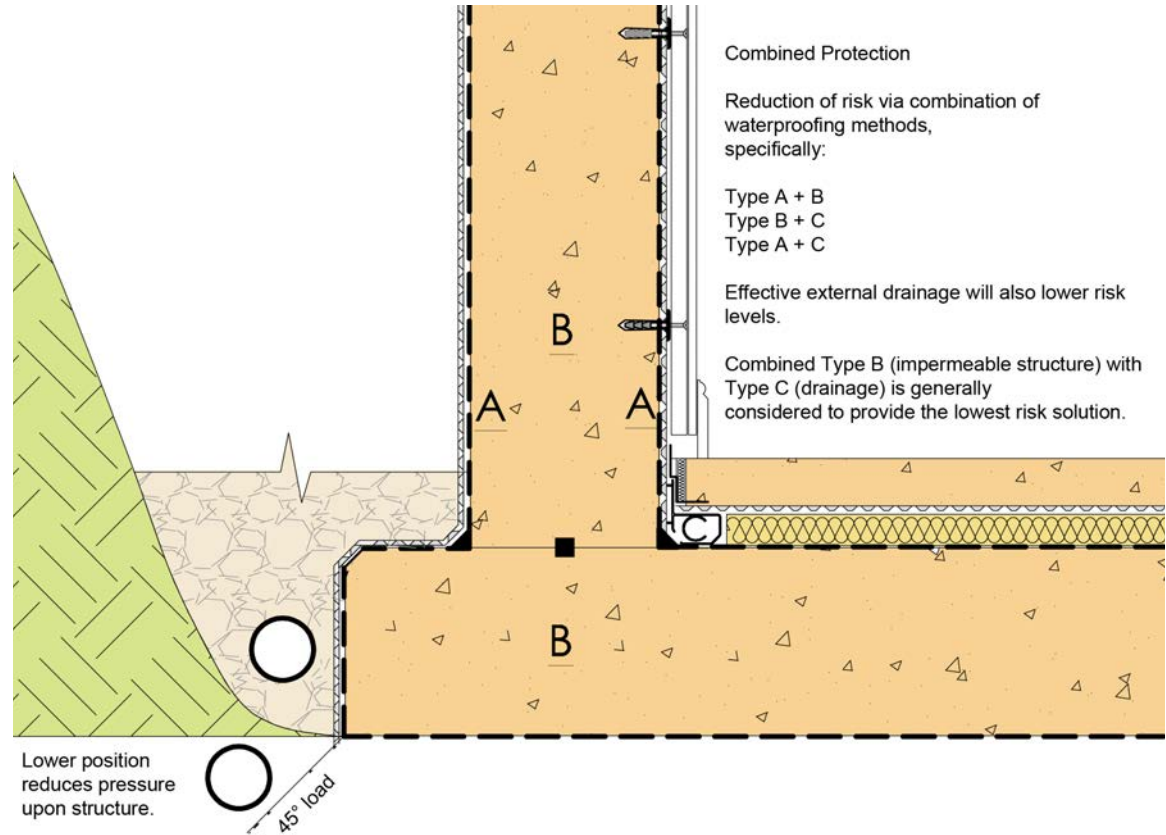 Combined Protection
Reduction of risk via combination of
waterproofing methods,
specifically:
Type A + B
Type B + C
Type A + C
Effective external drainage will also lower risk
levels.
Combined Type B (impermeable structure) with
Type C (drainage) is generally
considered to provide the lowest risk solution.
B
A
A
C
B
Lower position
reduces pressure
upon structure.
45° load